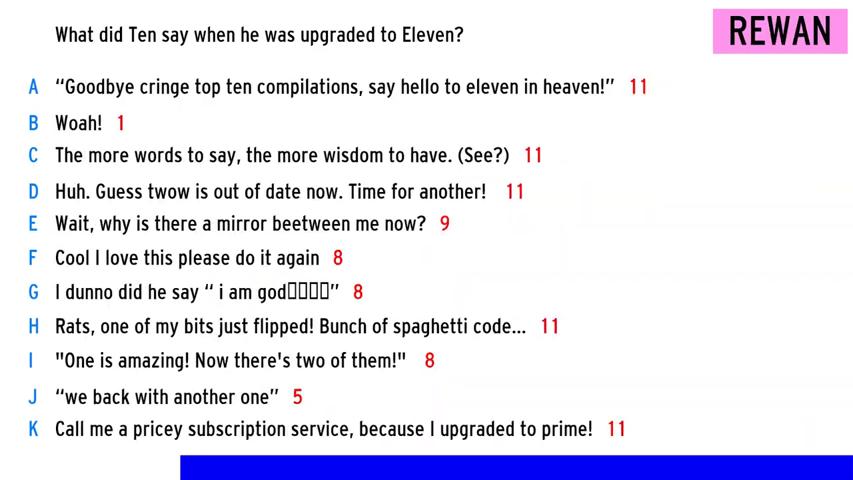 What did Ten say when he was upgraded to Eleven?
REWAN
A “Goodbye cringe top ten compilations, say hello to eleven in heaven!” 11
B Woah! 1
C The more words to say, the more wisdom to have. (See?) 11
D Huh. Guess twow is out of date now. Time for another! 11
E Wait, why is there a mirror beetween me now? 9
F Cool I love this please do it again 8
G I dunno did he say “ i am god▯▯▯▯” 8
H Rats, one of my bits just flipped! Bunch of spaghetti code... 11
I "One is amazing! Now there's two of them!" 8
J “we back with another one” 5
K Call me a pricey subscription service, because I upgraded to prime! 11